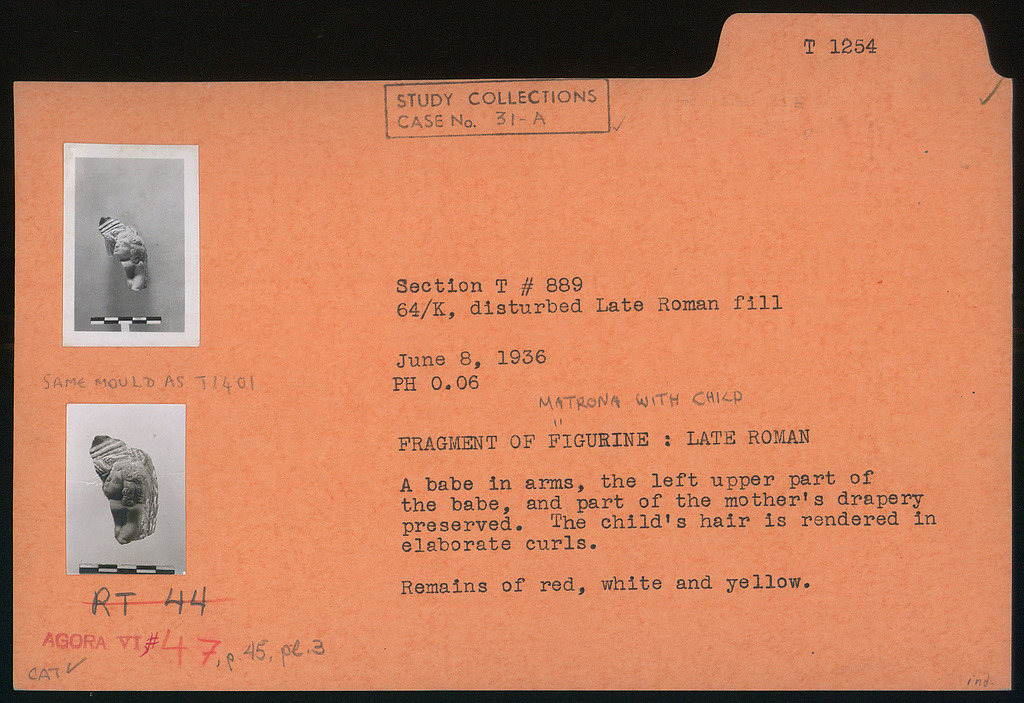 T 1254
STUDY COLLECTIONS
CASE No. 31-A
Section T # 889
64/K, disturbed Late Roman fill
June 8, 1936
PH 0.06
SAME MOULD AS T1401
MATRONA WITH CHILD
"
FRAGMENT OF FIGURINE : LATE ROMAN
A babe in arms, the left upper part of
the babe, and part of the mother's drapery
preserved. The child's hair is rendered in
elaborate curls.
Remains of red, white and yellow.
RT 44
AGORA VI # 47, p. 45, pl. 3
CAT ✓
ind.